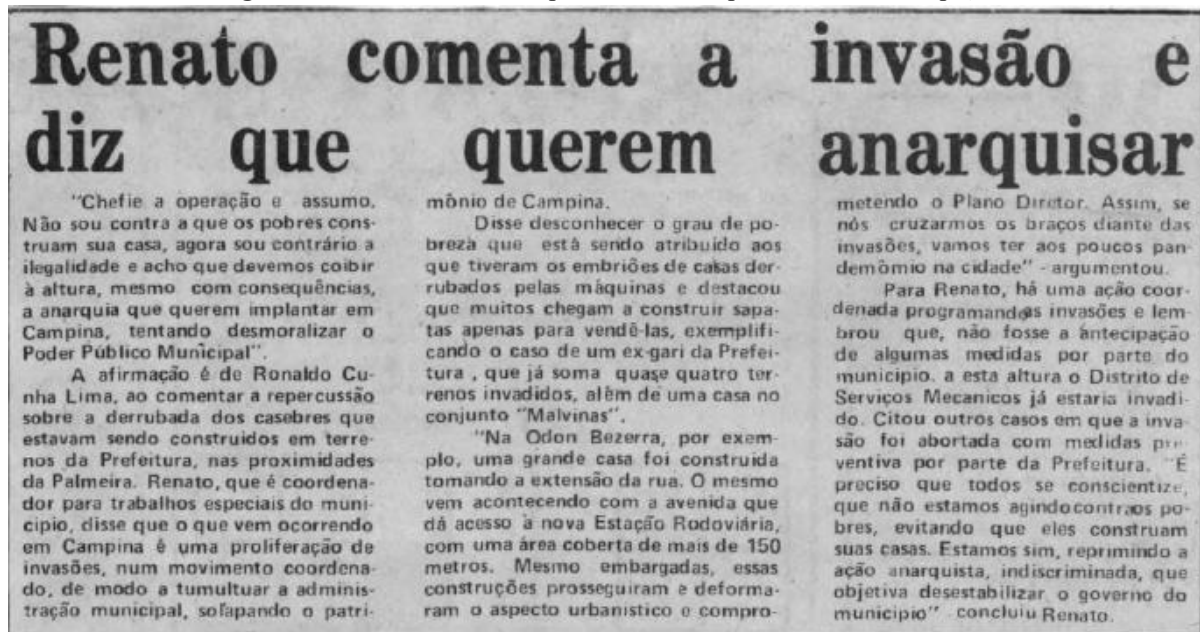 Renato comenta a invasão e
diz que querem anarquisar
"Chefie a operação e assumo.
Não sou contra a que os pobres cons-
truam sua casa, agora sou contrário a
ilegalidade e acho que devemos coibir
à altura, mesmo com consequências,
a anarquia que querem implantar em
Campina, tentando desmoralizar o
Poder Público Municipal".
A afirmação é de Ronaldo Cu-
nha Lima, ao comentar a repercussão
sobre a derrubada dos casebres que
estavam sendo construidos em terre-
nos da Prefeitura, nas proximidades
da Palmeira. Renato, que é coordena-
dor para trabalhos especiais do muni-
cipio, disse que o que vem ocorrendo
em Campina é uma proliferação de
invasões, num movimento coordena-
do, de modo a tumultuar a adminis-
tração municipal, solapando o patri-
mônio de Campina.
Disse desconhecer o grau de po-
breza que está sendo atribuído aos
que tiveram os embriões de casas der-
rubados pelas máquinas e destacou
que muitos chegam a construir sapa-
tas apenas para vendê-las, exemplifi-
cando o caso de um ex-gari da Prefei-
tura , que já soma quase quatro ter-
renos invadidos, além de uma casa no
conjunto "Malvinas".
"Na Odon Bezerra, por exem-
plo, uma grande casa foi construida
tomando a extensão da rua. O mesmo
vem acontecendo com a avenida que
dá acesso à nova Estação Rodoviária,
com uma área coberta de mais de 150
metros. Mesmo embargadas, essas
construções prosseguiram e deforma-
ram o aspecto urbanistico e compro-
metendo o Plano Diretor. Assim, se
nós cruzarmos os braços diante das
invasões, vamos ter aos poucos pan-
demômio na cidade" - argumentou.
Para Renato, há uma ação coor-
denada programando as invasões e lem-
brou que, não fosse a antecipação
de algumas medidas por parte do
municipio. a esta altura o Distrito de
Serviços Mecanicos já estaria invadi-
do. Citou outros casos em que a inva-
são foi abordada com medidas pre-
ventiva por parte da Prefeitura. "É
preciso que todos se conscientize,
que não estamos agindo contra os po-
bres, evitando que eles construam
suas casas. Estamos sim, reprimindo a
ação anarquista, indiscriminada, que
objetiva desestabilizar o governo do
municipio" - concluiu Renato.